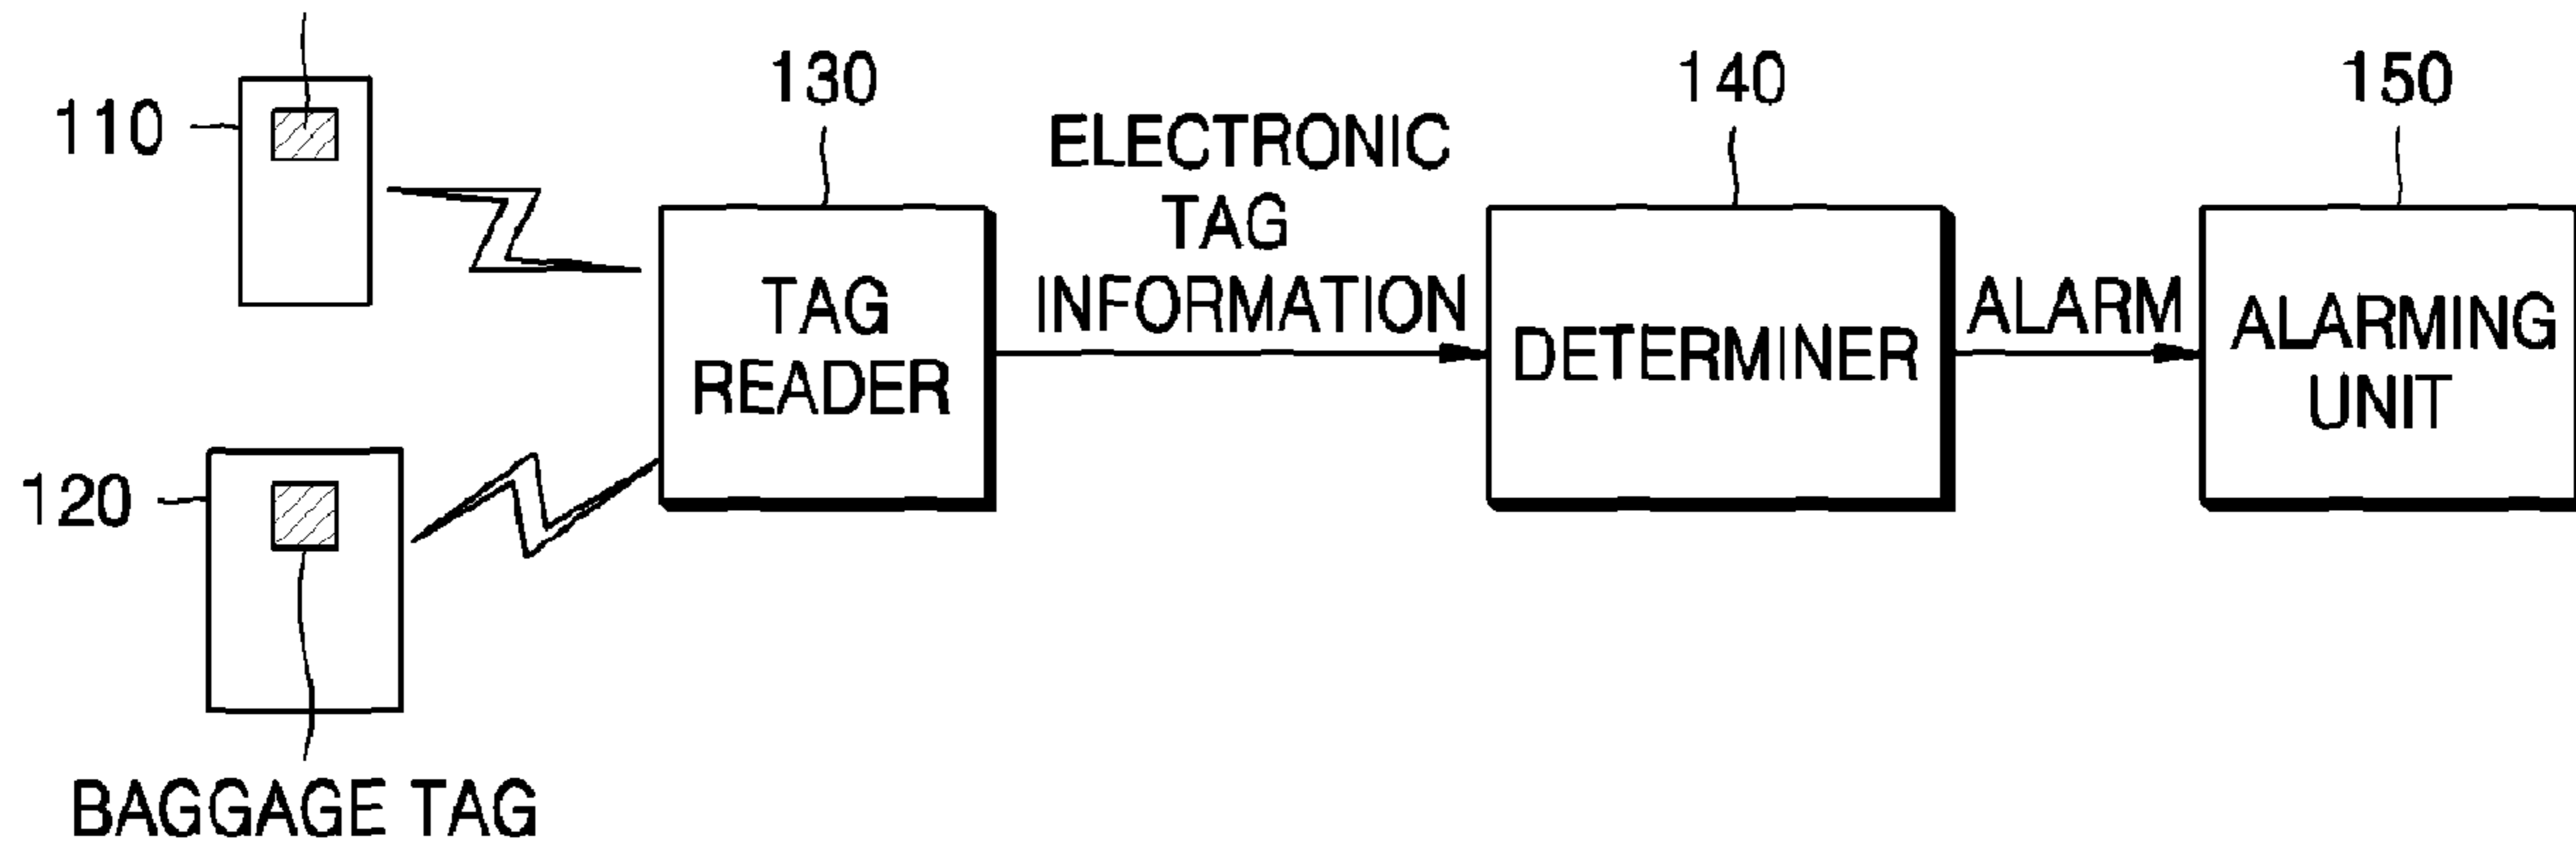 110
120
BAGGAGE TAG
130
TAG
READER
ELECTRONIC
TAG
INFORMATION
140
DETERMINER
ALARM
150
ALARMING
UNIT